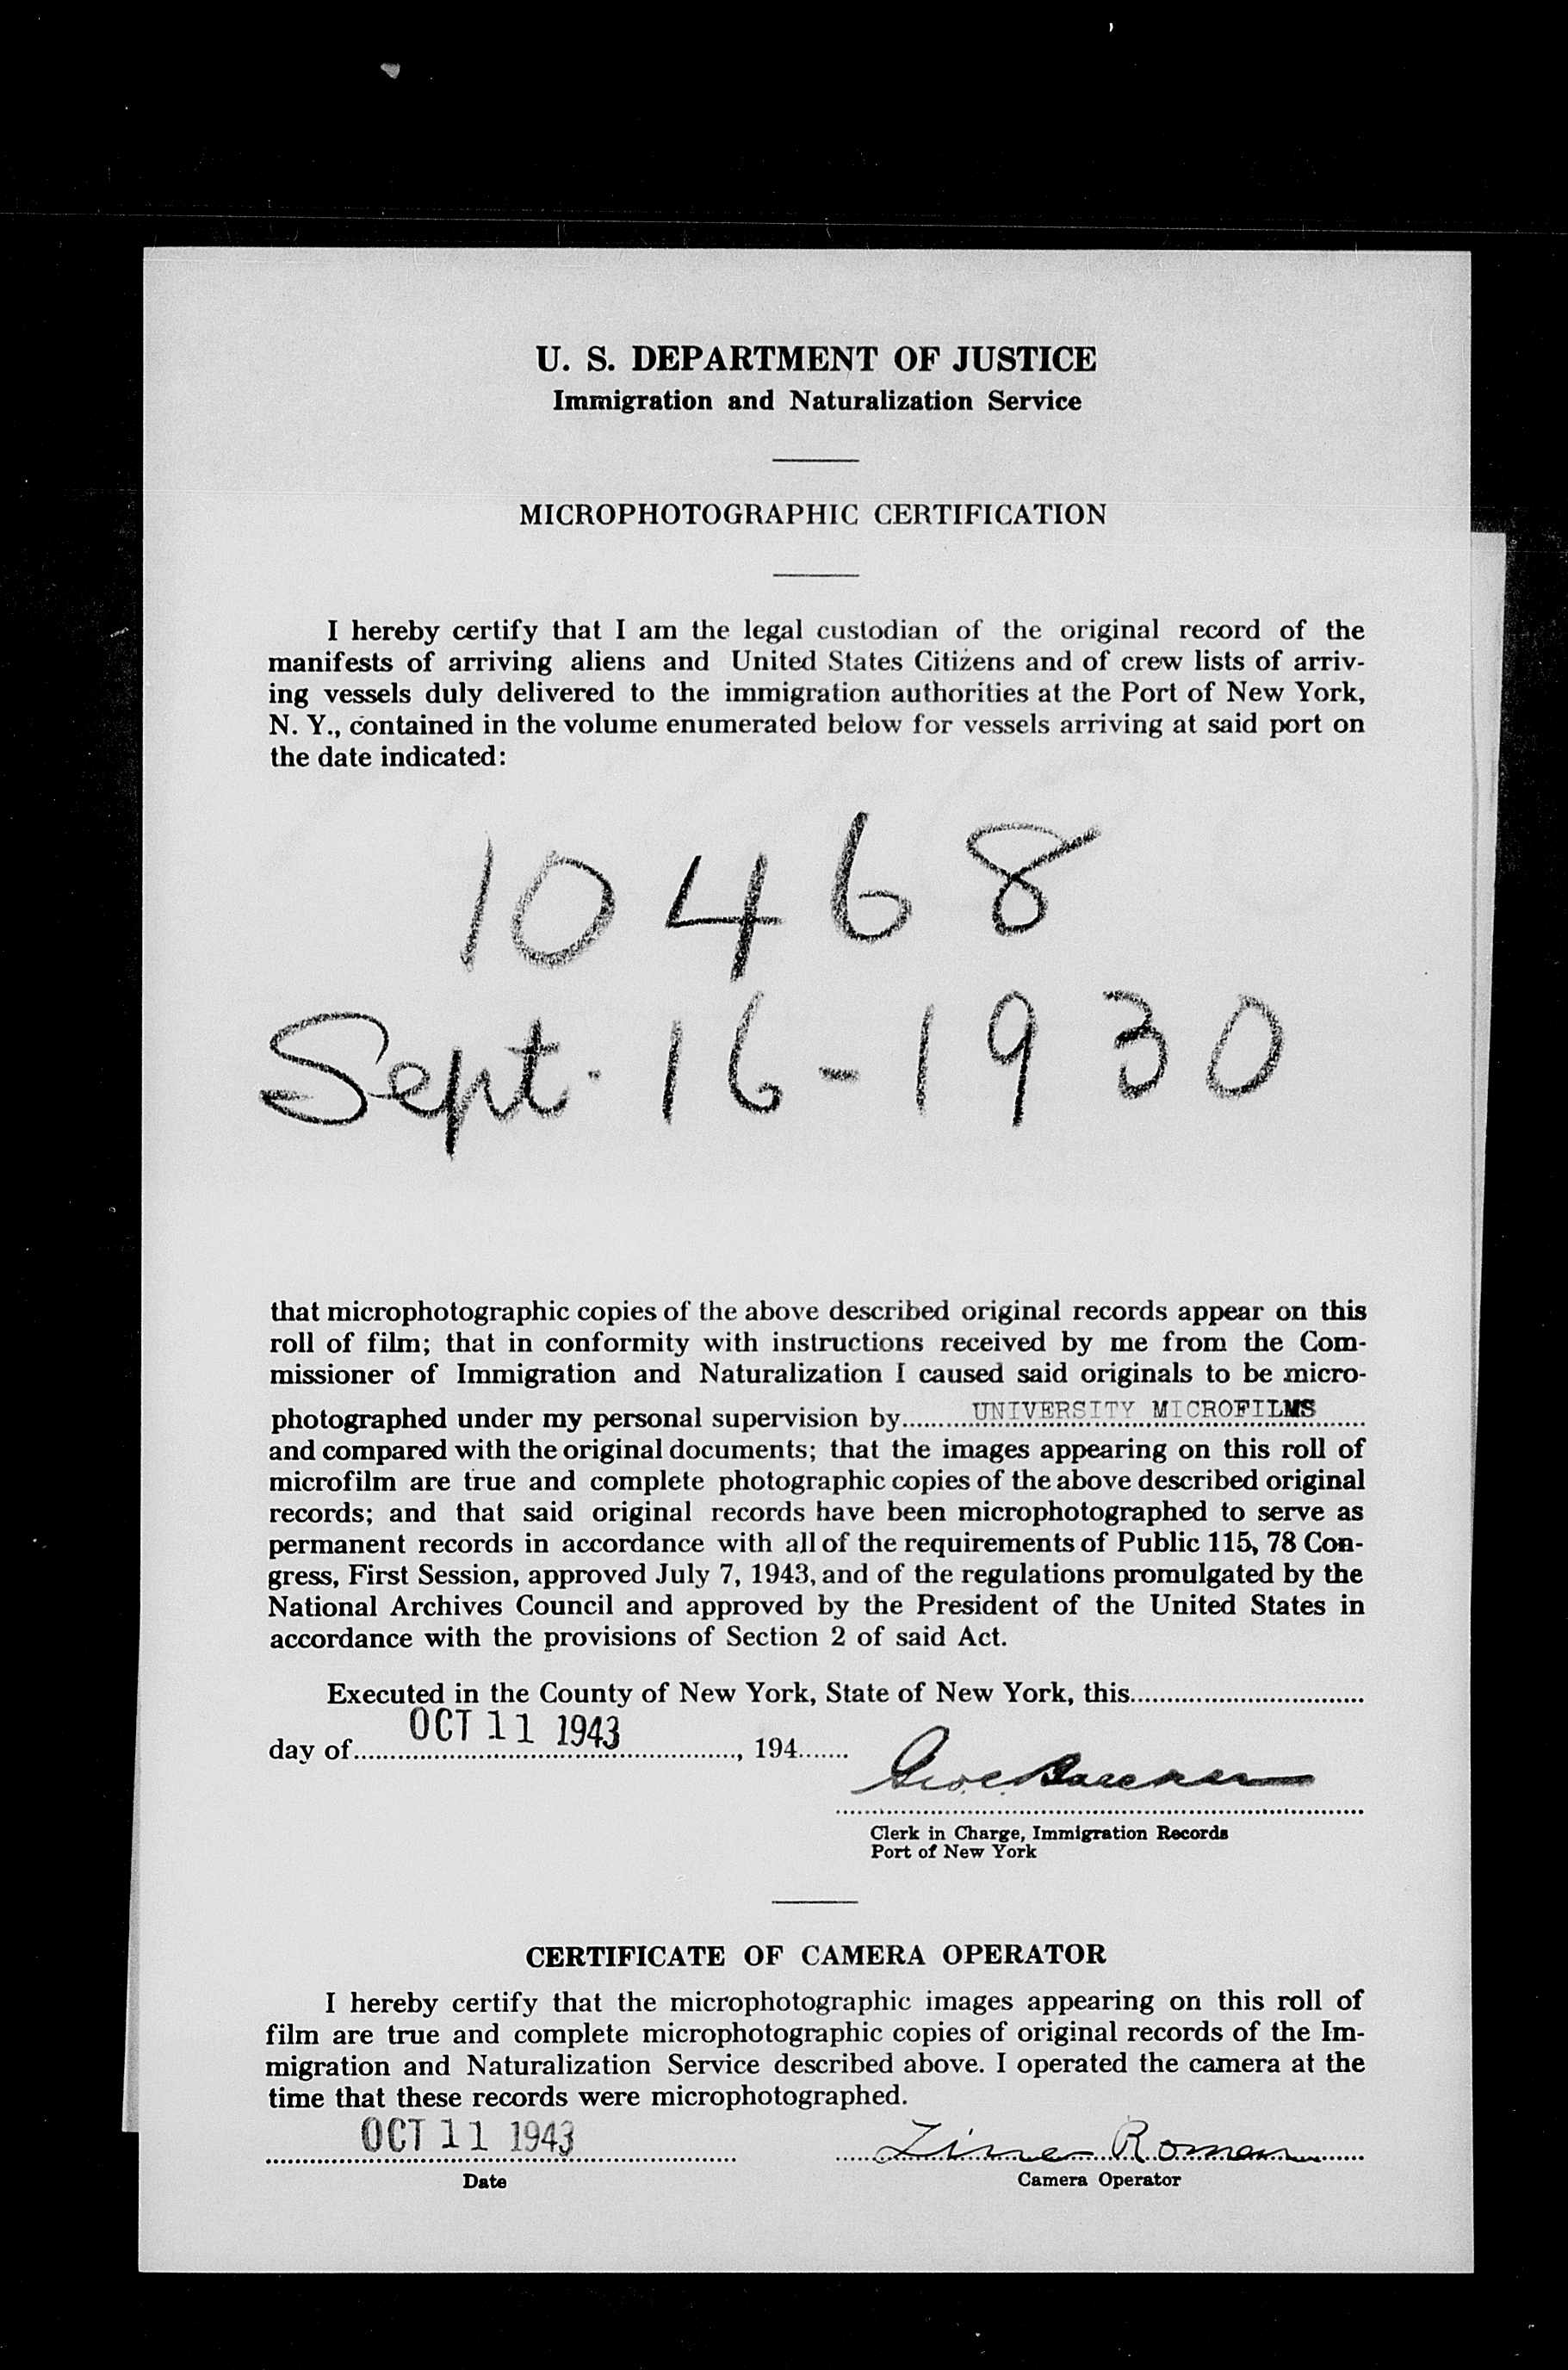 U. S. DEPARTMENT OF JUSTICE
Immigration and Naturalization Service
MICROPHOTOGRAPHIC CERTIFICATION
I hereby certify that I am the legal custodian of the original record of the
manifests of arriving aliens and United States Citizens and of crew lists of arriv-
ing vessels duly delivered to the immigration authorities at the Port of New York,
N. Y., contained in the volume enumerated below for vessels arriving at said port on
the date indicated:
10468
Sept. 16-1930
that microphotographic copies of the above described original records appear on this
roll of film; that in conformity with instructions received by me from the Com-
missioner of Immigration and Naturalization I caused said originals to be micro-
photographed under my personal supervision by UNIVERSITY MICROFILMS
and compared with the original documents; that the images appearing on this roll of
microfilm are true and complete photographic copies of the above described original
records; and that said original records have been microphotographed to serve as
permanent records in accordance with all of the requirements of Public 115, 78 Con-
gress, First Session, approved July 7, 1943, and of the regulations promulgated by the
National Archives Council and approved by the President of the United States in
accordance with the provisions of Section 2 of said Act.
Executed in the County of New York, State of New York, this
day of OCT 11 1943, 194
Clerk in Charge, Immigration Records
Port of New York
CERTIFICATE OF CAMERA OPERATOR
I hereby certify that the microphotographic images appearing on this roll of
film are true and complete microphotographic copies of original records of the Im-
migration and Naturalization Service described above. I operated the camera at the
time that these records were microphotographed.
OCT 11 1943 Roman
Date Camera Operator